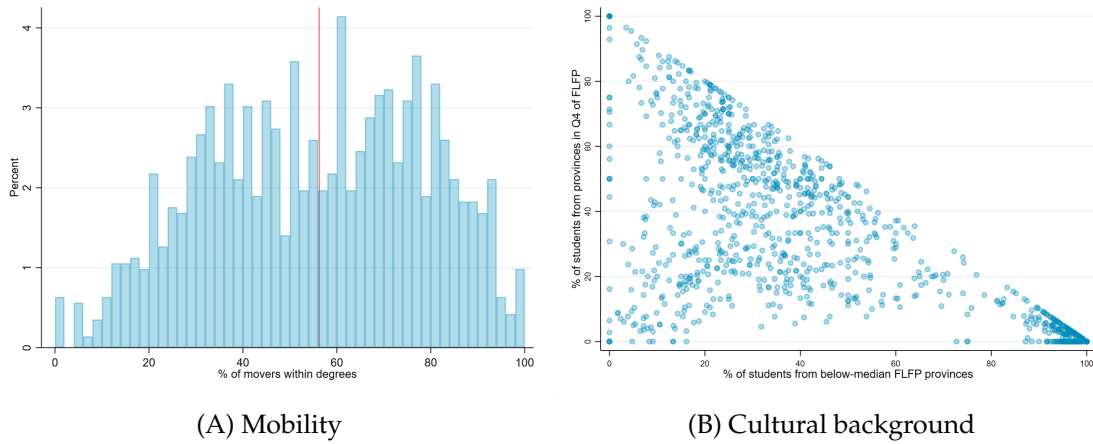 4
3
2
1
0
Percent
0 20 40 60 80 100
% of movers within degrees
(A) Mobility
100
80
60
40
20
0
% of students from provinces in Q4 of FLFP
0 20 40 60 80 100
% of students from below-median FLFP provinces
(B) Cultural background